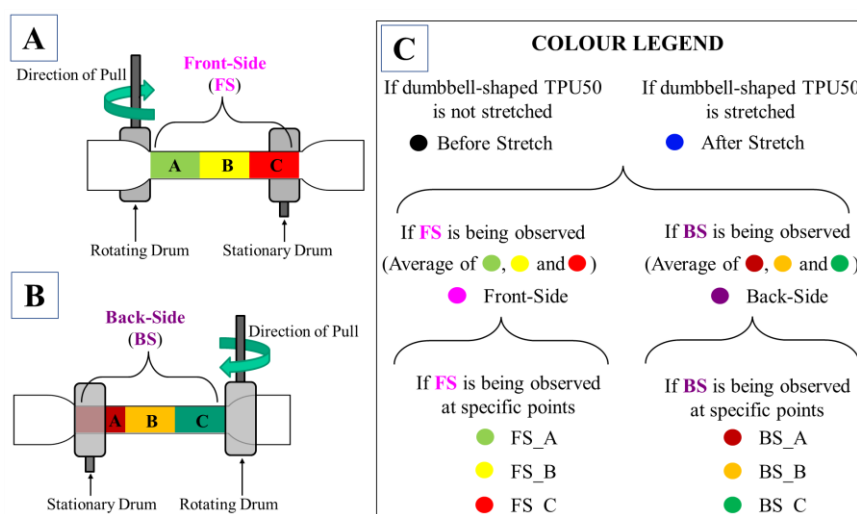 A
Direction of Pull
Front-Side
(FS)
A B C
Rotating Drum
Stationary Drum
B
Back-Side
(BS)
Direction of Pull
A B C
Stationary Drum
Rotating Drum
C
COLOUR LEGEND
If dumbbell-shaped TPU50
is not stretched
Before Stretch
If dumbbell-shaped TPU50
is stretched
After Stretch
If FS is being observed
(Average of , and )
Front-Side
If BS is being observed
(Average of , and )
Back-Side
If FS is being observed
at specific points
FS_A
FS_B
FS_C
If BS is being observed
at specific points
BS_A
BS_B
BS_C